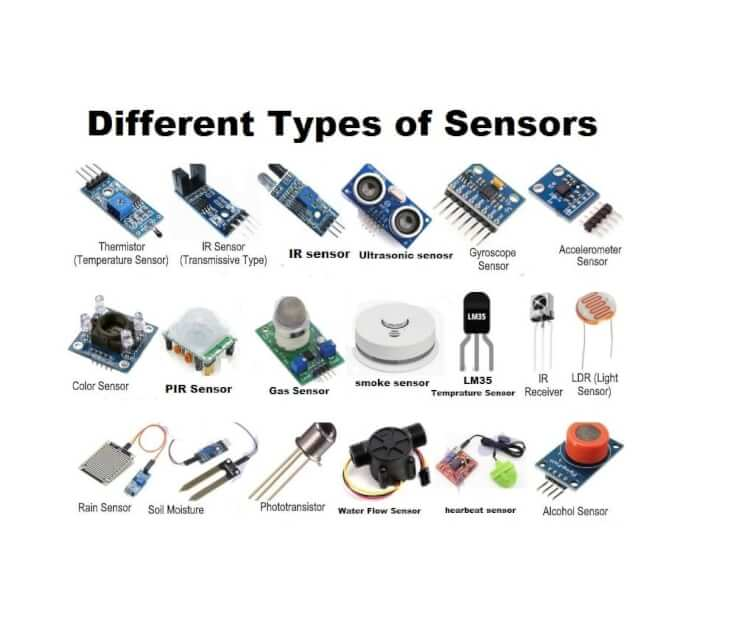 Different Types of Sensors
Thermistor
(Temperature Sensor)
IR Sensor
(Transmissive Type)
IR sensor
Ultrasonic senosr
Gyroscope
Sensor
Accelerometer
Sensor
LM35
Color Sensor
PIR Sensor
Gas Sensor
smoke sensor
LM35
Temprature Sensor
IR
Receiver
LDR (Light
Sensor)
Rain Sensor
Soil Moisture
Phototransistor
Water Flow Sensor
hearbeat sensor
Alcohol Sensor